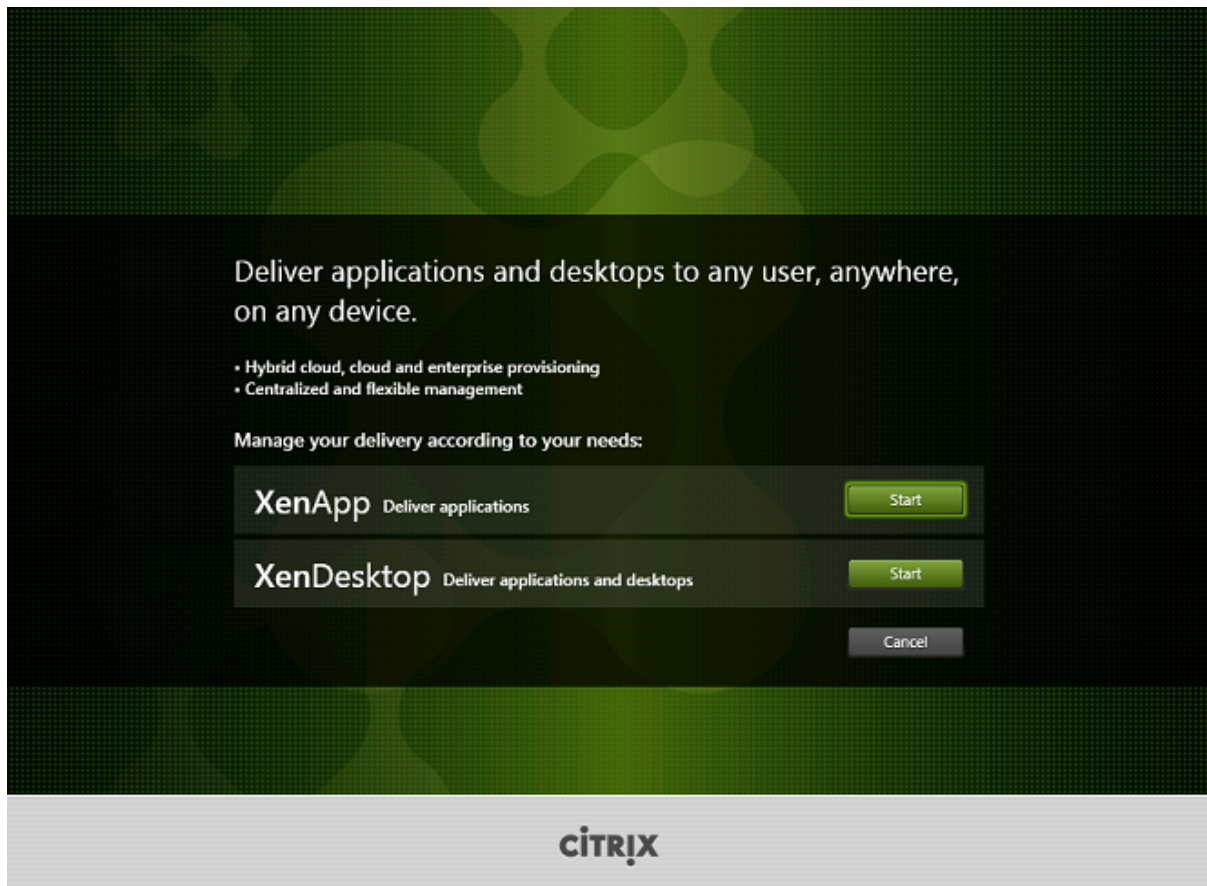 Deliver applications and desktops to any user, anywhere,
on any device.
• Hybrid cloud, cloud and enterprise provisioning
• Centralized and flexible management
Manage your delivery according to your needs:
XenApp Deliver applications Start
XenDesktop Deliver applications and desktops Start
Cancel
CİTRIX